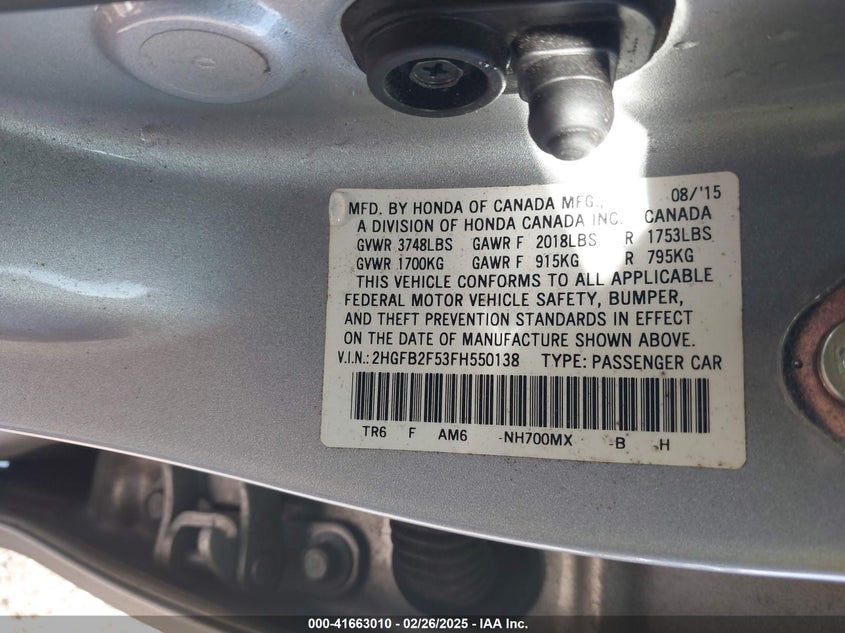 MFD. BY HONDA OF CANADA MFG., 08/'15
A DIVISION OF HONDA CANADA INC. CANADA
GVWR 3748LBS GAWR F 2018LBS R 1753LBS
GVWR 1700KG GAWR F 915KG R 795KG
THIS VEHICLE CONFORMS TO ALL APPLICABLE
FEDERAL MOTOR VEHICLE SAFETY, BUMPER,
AND THEFT PREVENTION STANDARDS IN EFFECT
ON THE DATE OF MANUFACTURE SHOWN ABOVE.
V.I.N.: 2HGFB2F53FH550138 TYPE: PASSENGER CAR
TR6 F AM6 -NH700MX -B -H
000-41663010 / 02/26/2025 - IAA Inc.